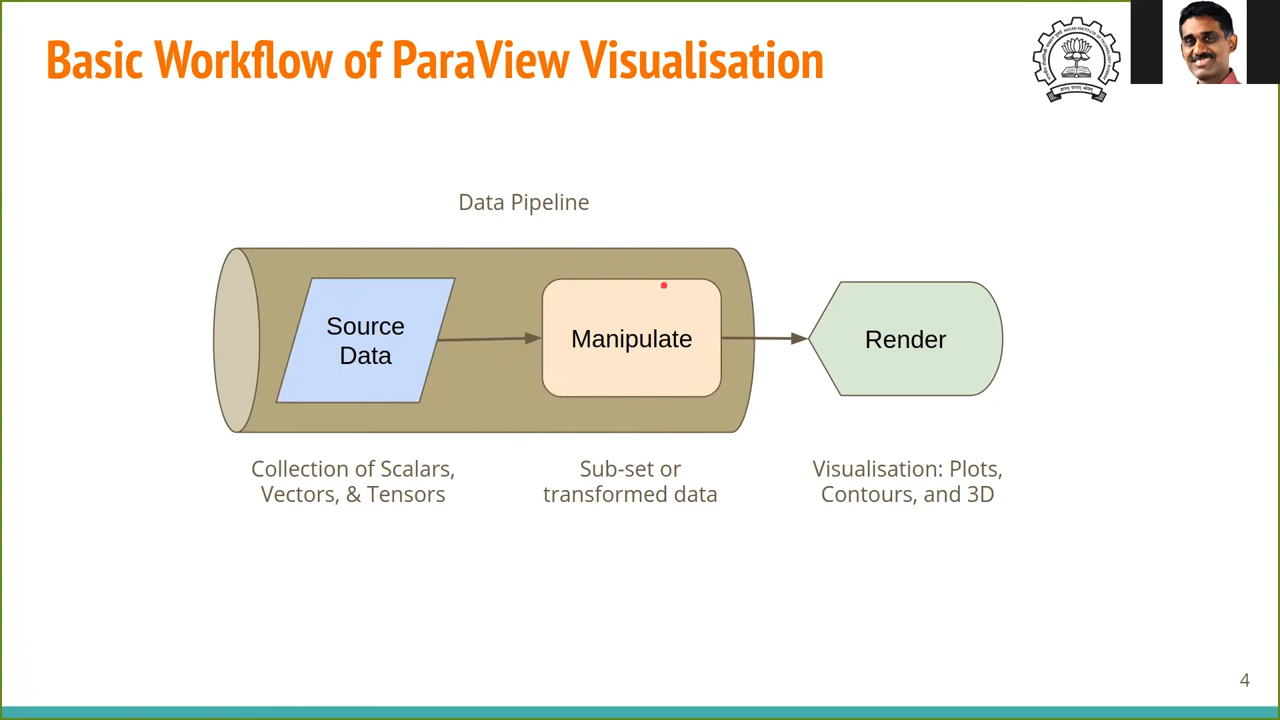 Basic Workflow of ParaView Visualisation
Data Pipeline
Source
Data
Manipulate
Render
Collection of Scalars,
Vectors, & Tensors
Sub-set or
transformed data
Visualisation: Plots,
Contours, and 3D
4